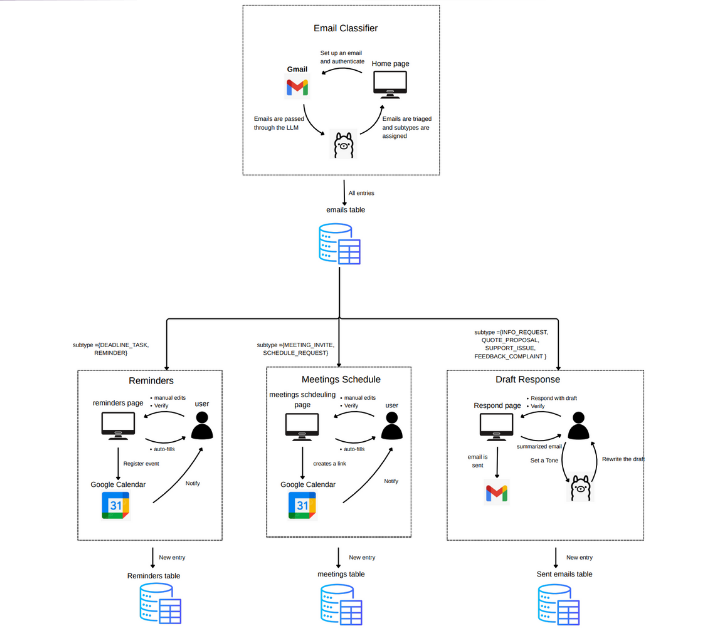 Email Classifier
Set up an email
and authenticate
Gmail
Home page
Emails are passed
through the LLM
Emails are triaged
and subtypes are
assigned
All entries
emails table
subtype ={DEADLINE_TASK,
REMINDER}
subtype ={MEETING_INVITE,
SCHEDULE_REQUEST}
subtype ={INFO_REQUEST,
QUOTE_PROPOSAL,
SUPPORT_ISSUE,
FEEDBACK_COMPLAINT }
Reminders
reminders page
• manual edits
• Verify
user
• auto-fills
Register event
Google Calendar
31
Notify
New entry
Reminders table
Meetings Schedule
meetings schdeuling
page
• manual edits
• Verify
user
• auto-fills
creates a link
Google Calendar
31
Notify
New entry
meetings table
Draft Response
Respond page
• Respond with draft
• Verify
summarized email
email is
sent
Set a Tone
Rewrite the draft
New entry
Sent emails table